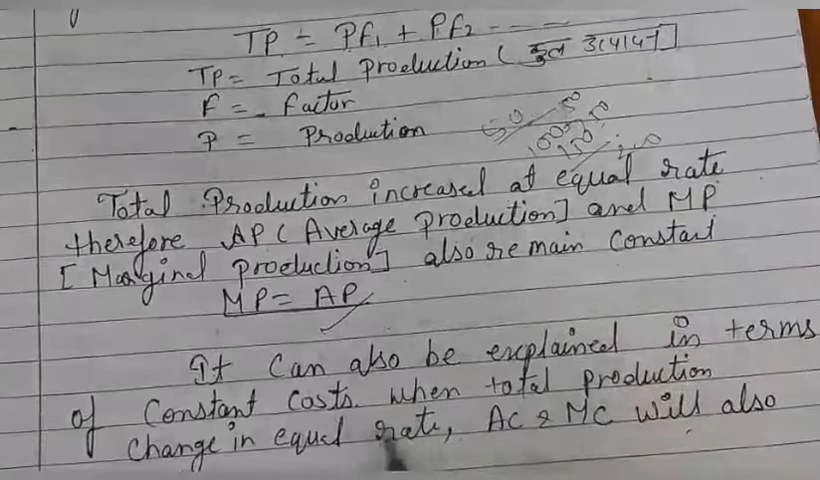 TP = Pf1 + Pf2 - - - -
TP = Total Production ( कुल उत्पादन ]
F = Factor
P = Production
50 50
Total Production increased at equal rate
therefore AP ( Average production ] and MP
[ Marginal production ] also remain constant
MP = AP
It can also be explained in terms
of constant costs. when total production
change in equal rate, AC & MC will also